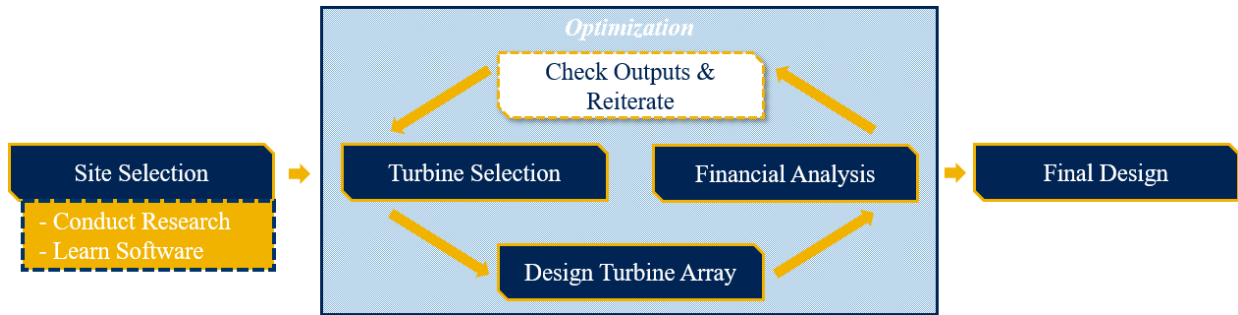 Optimization
Check Outputs &
Reiterate
Site Selection
- Conduct Research
- Learn Software
Turbine Selection
Financial Analysis
Design Turbine Array
Final Design